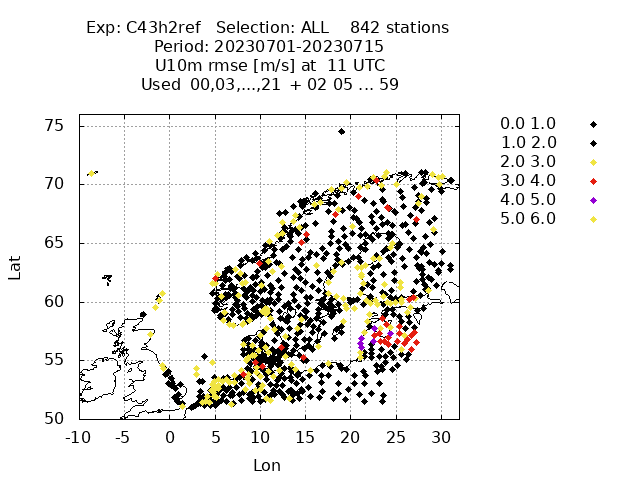 Exp: C43h2ref Selection: ALL 842 stations
Period: 20230701-20230715
U10m rmse [m/s] at 11 UTC
Used 00,03,...,21 + 02 05 ... 59
75
70
65
60
55
50
Lat
-10 -5 0 5 10 15 20 25 30
Lon
0.0 1.0
1.0 2.0
2.0 3.0
3.0 4.0
4.0 5.0
5.0 6.0